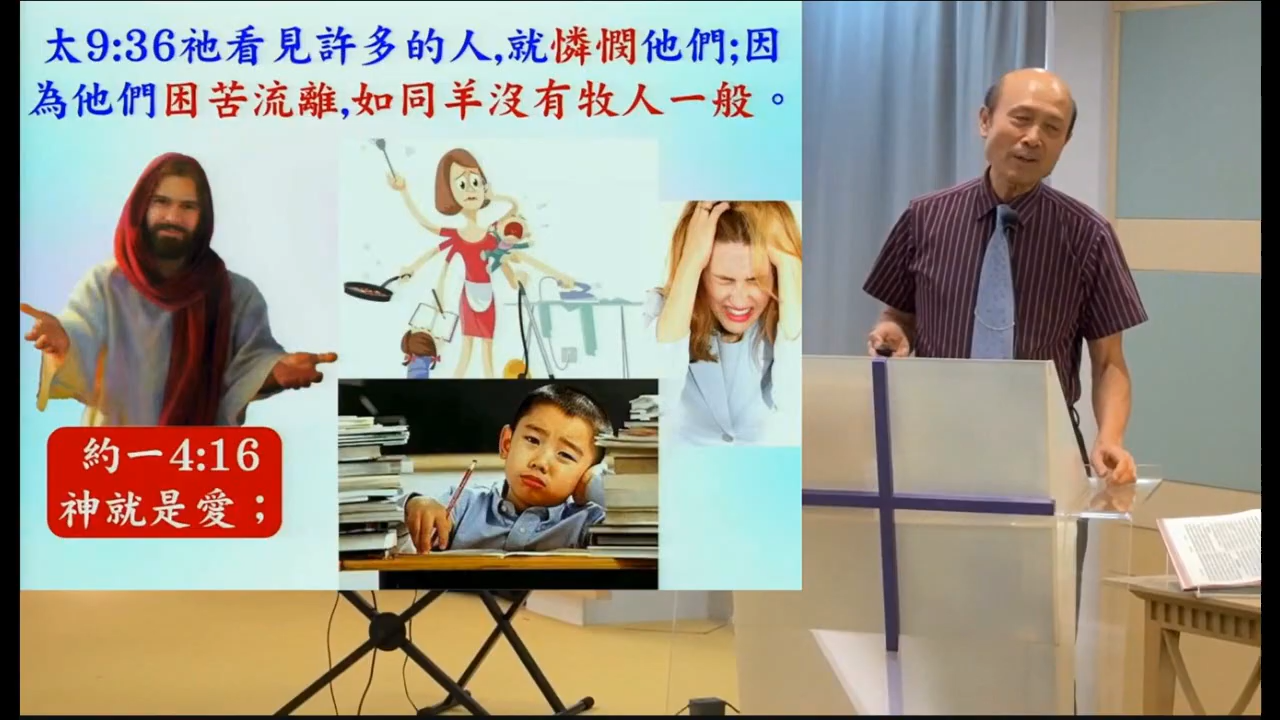 太9:36祂看見許多的人,就憐憫他們;因
為他們困苦流離,如同羊沒有牧人一般。
約一4:16
神就是愛；